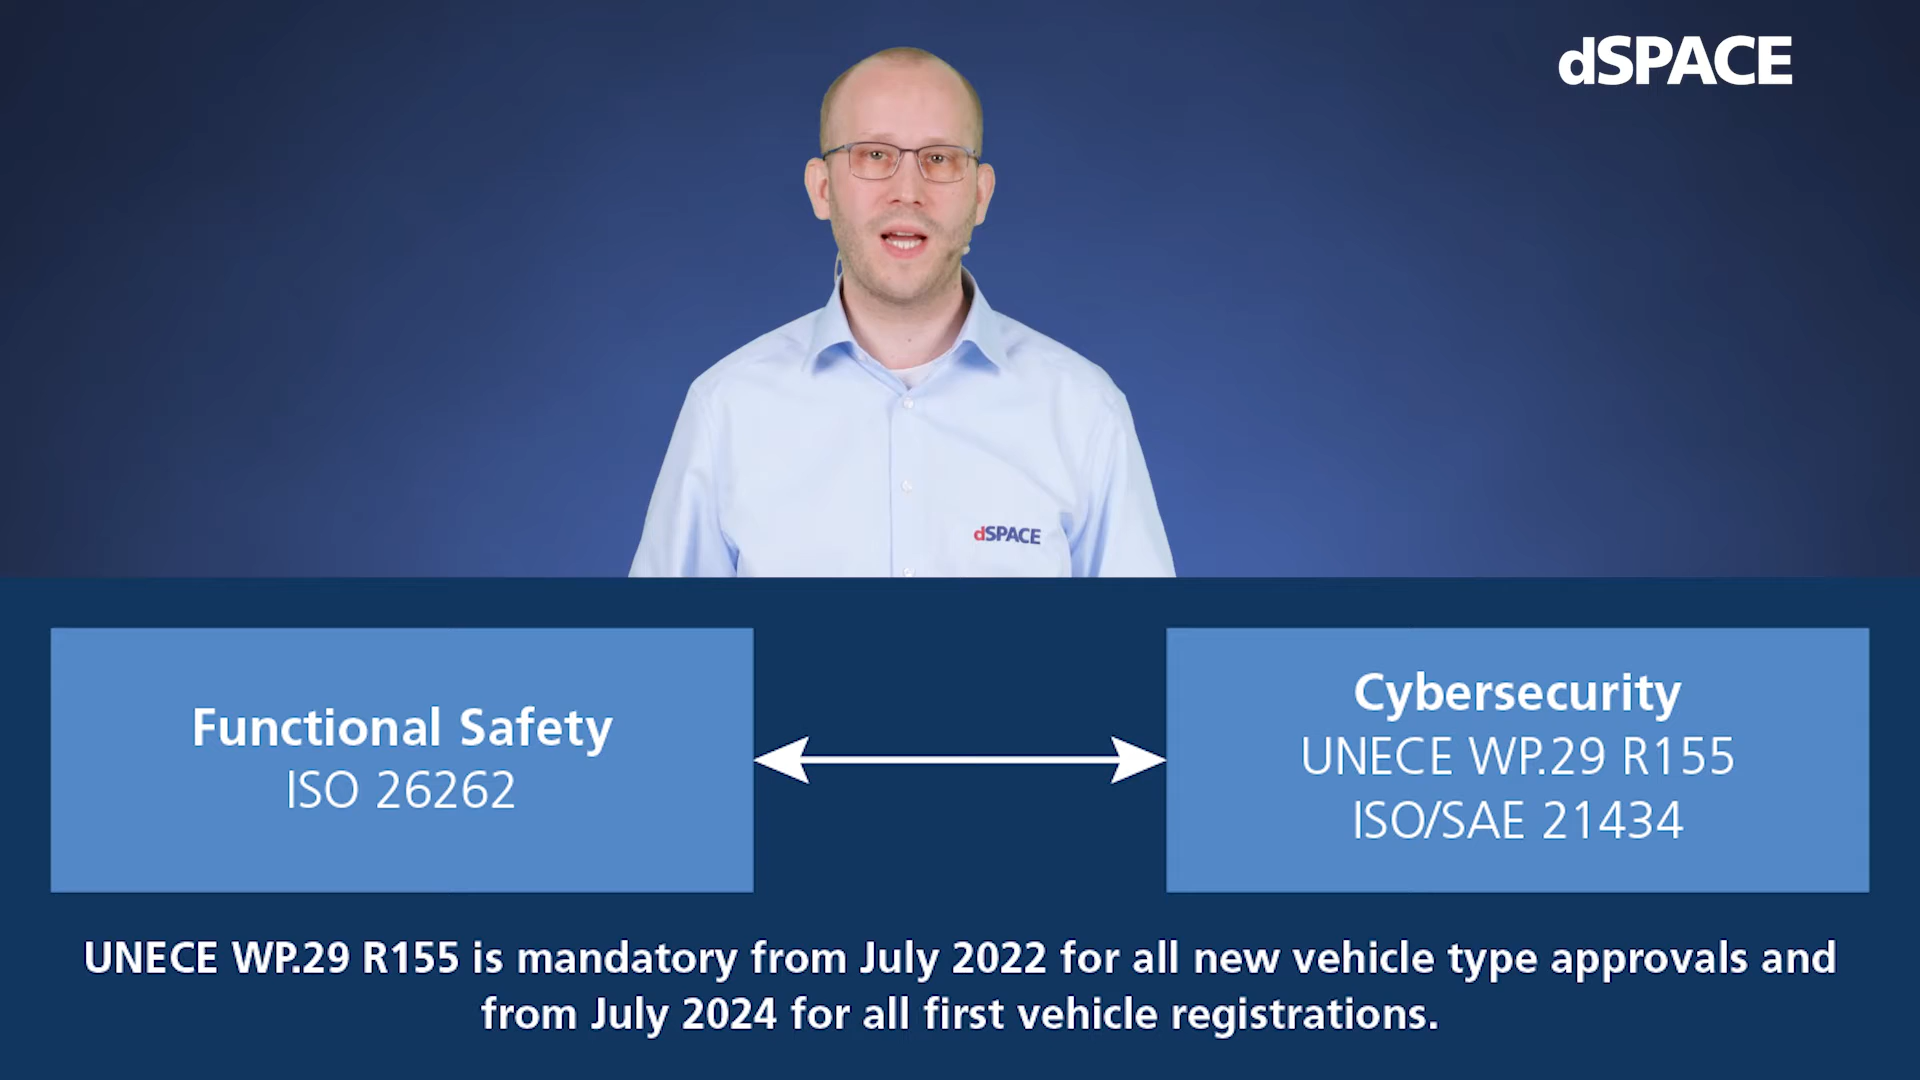 dSPACE
dSPACE
Functional Safety
ISO 26262
Cybersecurity
UNECE WP.29 R155
ISO/SAE 21434
UNECE WP.29 R155 is mandatory from July 2022 for all new vehicle type approvals and
from July 2024 for all first vehicle registrations.